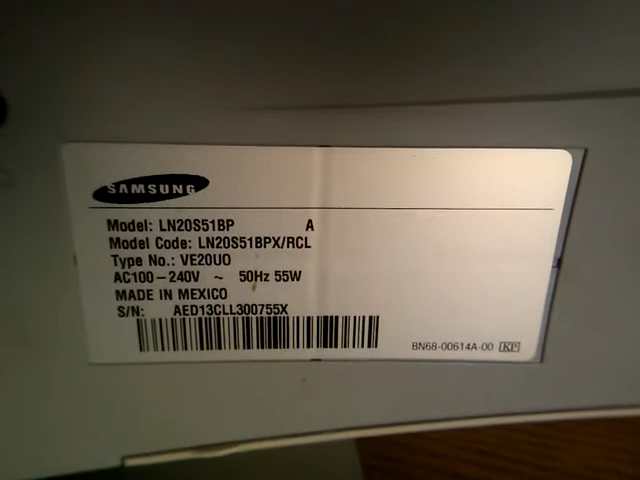 SAMSUNG
Model: LN20S51BP A
Model Code: LN20S51BPX/RCL
Type No.: VE20UO
AC100-240V ~ 50Hz 55W
MADE IN MEXICO
S/N: AED13CLL300755X
BN68-00614A-00 KP